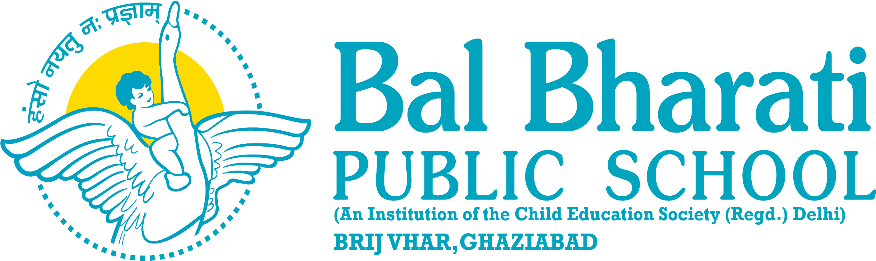 हंसो नयतु नः प्रज्ञाम्
Bal Bharati
PUBLIC SCHOOL
(An Institution of the Child Education Society (Regd.) Delhi)
BRIJ VHAR,GHAZIABAD